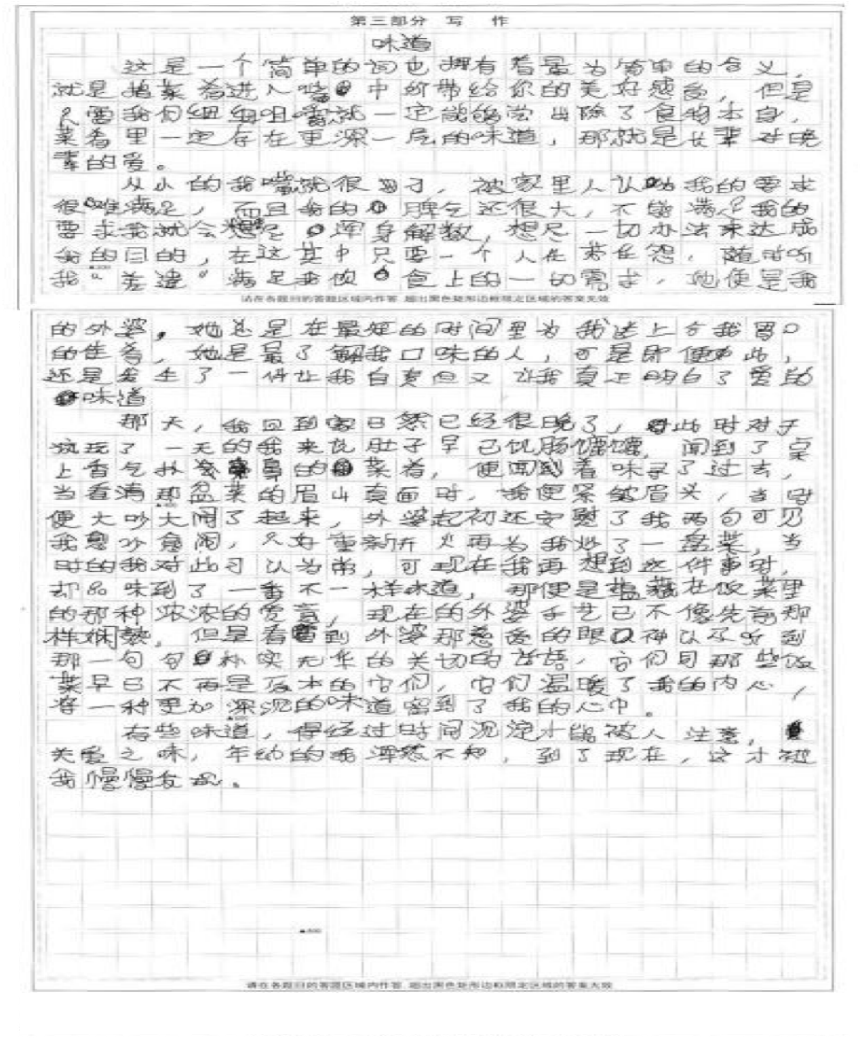 第三部分 写 作
味道
这是一个简单的词也拥有着最为简单的含义，
就是指菜肴进入嘴中所带给你的美好感受，但是
只要我们细细咀嚼就一定能能尝出除了食物本身，
菜肴里一定存在更深一层的味道，那就是长辈对晚
辈的爱。
从小的我嘴就很刁，被家里人认为我的要求
很难满足，而且我的脾气还很大，不能满足我的
要求我就会想尽浑身解数，想尽一切办法来达成
我的目的，在这其中只要一个人任劳任怨，随时听
我“差遣”满足我饮食上的一切需求，她便是我
请在各题目的答题区域内作答 超出黑色矩形边框限定区域的答案无效
的外婆，她总是在最短的时间里为我送上合我胃口
的佳肴，她是最了解我口味的人，可是即便如此，
还是发生了一件让我自责但又让我真正明白了爱的
味道
那天，我回到家日然已经很晚了，此时对于
疯玩了一天的我来说肚子早已饥肠馏馏，闻到了桌
上香气扑鼻的菜肴，便闻到着味寻了过去，
当看清那盆菜的眉山真面时，我便紧皱眉头，当时
便大吵大闹了起来，外婆起初还安慰了我两句可见
我急吵急闹，只好重新开火再为我炒了一盘菜，当
时的我对此习以为常，可现在我再想到这件事时，
却品味到了一番不一样味道，那便是蕴藏在饭菜里
的那种浓浓的爱意，现在的外婆手艺已不像先前那
样娴熟，但是看到外婆那慈爱的眼神以及听到
那一句句朴实无华的关切的话语，它们同那些饭
菜早已不再是原本的它们，它们温暖了我的内心，
将一种更加深沉的味道留到了我的心中。
有些味道，得经过时间沉淀才能被人注意，
关爱之味，年幼的我浑然不知，到了现在，这才被
我慢慢发现。
请在各题目的答题区域内作答 超出黑色矩形边框限定区域的答案无效